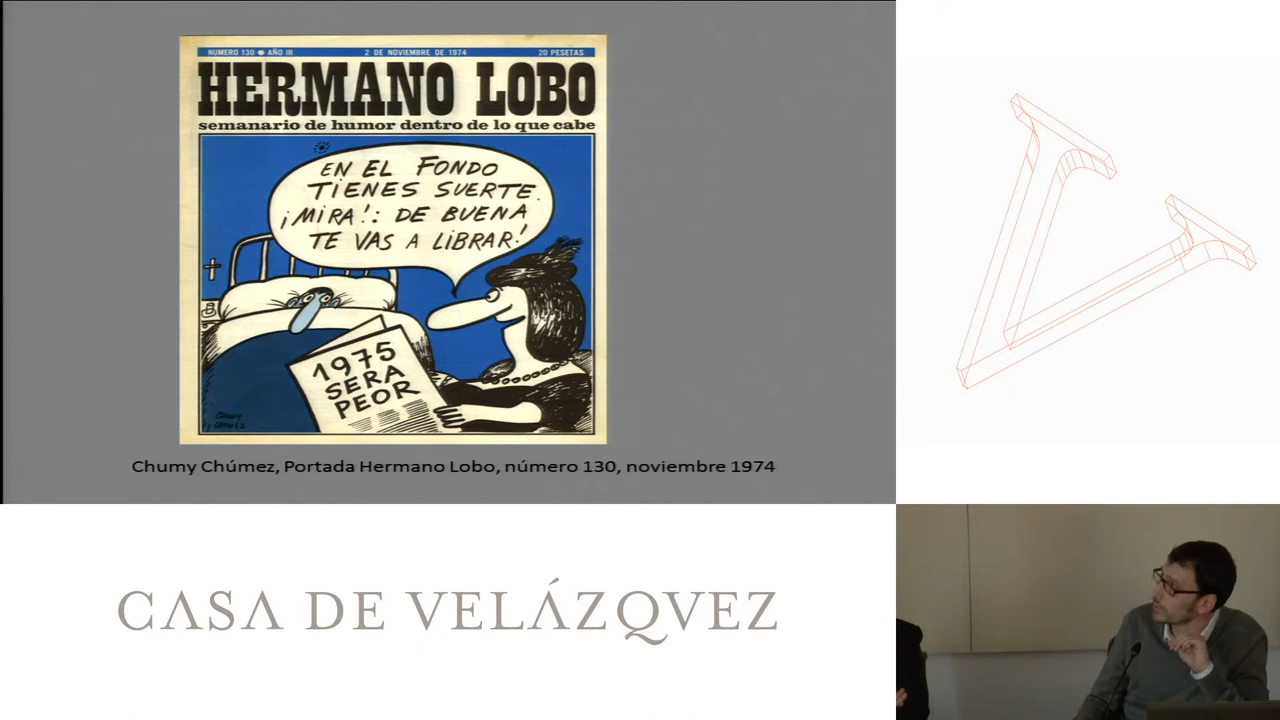 NUMERO 130 ● AÑO III 2 DE NOVIEMBRE DE 1974 20 PESETAS
HERMANO LOBO
semanario de humor dentro de lo que cabe
EN EL FONDO
TIENES SUERTE.
¡MIRA!: DE BUENA
TE VAS A LIBRAR!
1975
SERA
PEOR
CHUMY
CHUMEZ
Chumy Chúmez, Portada Hermano Lobo, número 130, noviembre 1974
CASA DE VELÁZQVEZ